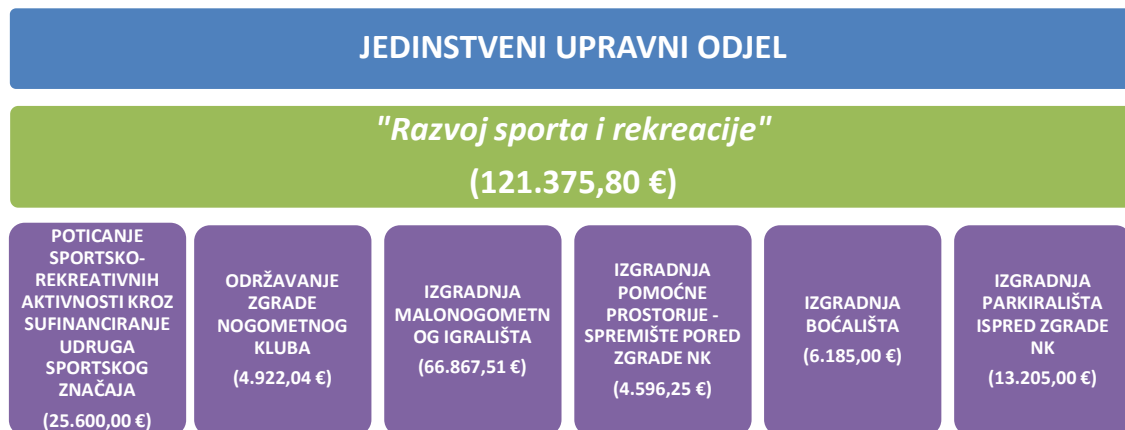 JEDINSTVENI UPRAVNI ODJEL
"Razvoj sporta i rekreacije"
(121.375,80 €)
POTICANJE
SPORTSKO-
REKREATIVNIH
AKTIVNOSTI KROZ
SUFINANCIRANJE
UDRUGA
SPORTSKOG
ZNAČAJA
(25.600,00 €)
ODRŽAVANJE
ZGRADE
NOGOMETNOG
KLUBA
(4.922,04 €)
IZGRADNJA
MALONOGOMETN
OG IGRALIŠTA
(66.867,51 €)
IZGRADNJA
POMOĆNE
PROSTORIJE -
SPREMIŠTE PORED
ZGRADE NK
(4.596,25 €)
IZGRADNJA
BOĆALIŠTA
(6.185,00 €)
IZGRADNJA
PARKIRALIŠTA
ISPRED ZGRADE
NK
(13.205,00 €)